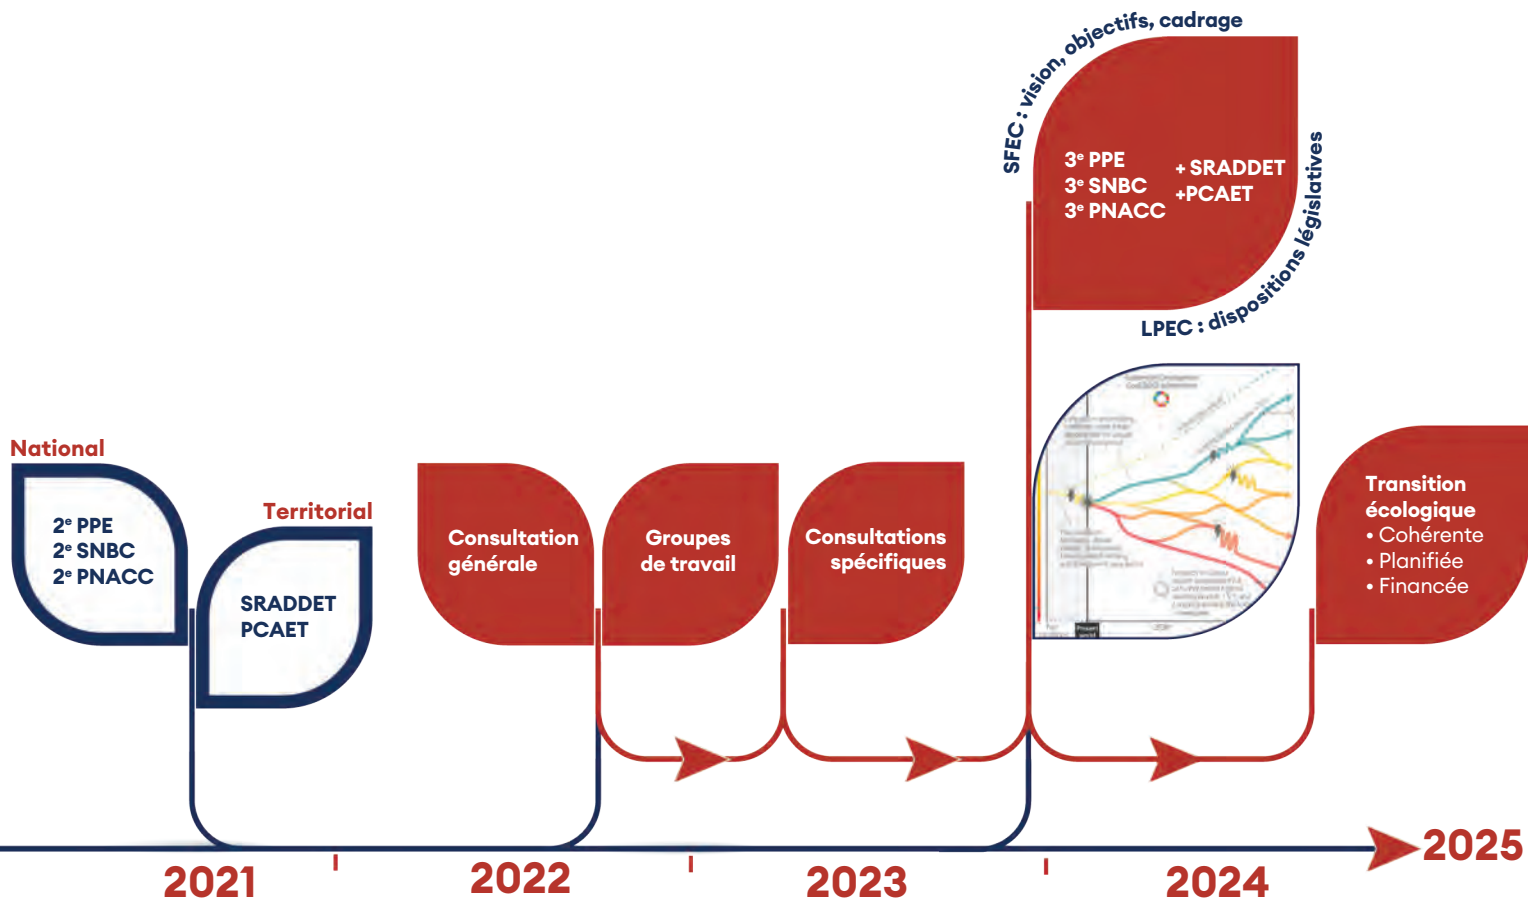 SFEC : vision, objectifs, cadrage
3ᵉ PPE
3ᵉ SNBC
3ᵉ PNACC
+ SRADDET
+PCAET
LPEC : dispositions législatives
National
2ᵉ PPE
2ᵉ SNBC
2ᵉ PNACC
Territorial
SRADDET
PCAET
Consultation
générale
Groupes
de travail
Consultations
spécifiques
Transition
écologique
• Cohérente
• Planifiée
• Financée
2021
2022
2023
2024
2025